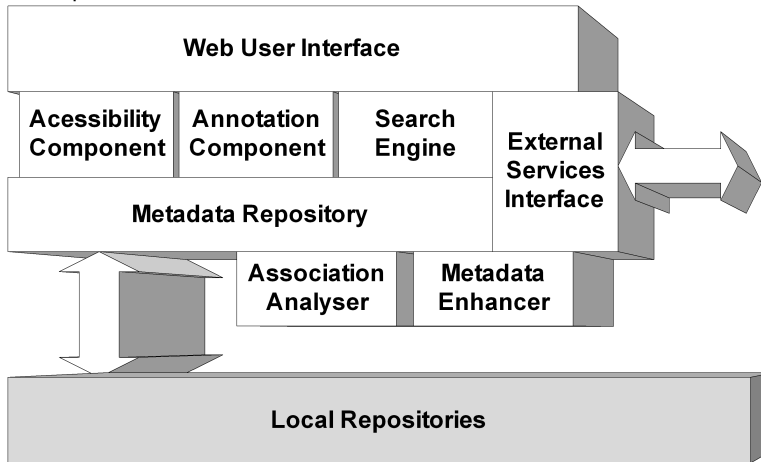 Web User Interface
Acessibility
Component
Annotation
Component
Search
Engine
External
Services
Interface
Metadata Repository
Association
Analyser
Metadata
Enhancer
Local Repositories